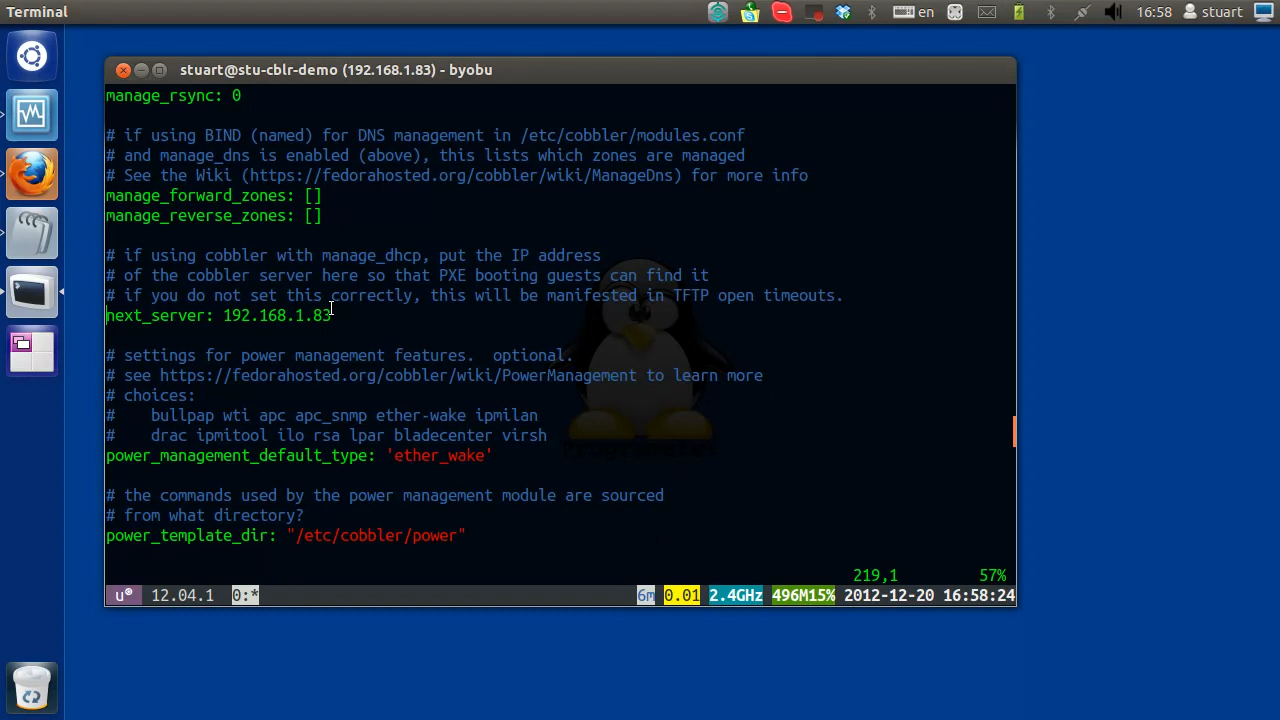 Terminal
en
16:58
stuart
stuart@stu-cblr-demo (192.168.1.83) - byobu
manage_rsync: 0
# if using BIND (named) for DNS management in /etc/cobbler/modules.conf
# and manage_dns is enabled (above), this lists which zones are managed
# See the Wiki (https://fedorahosted.org/cobbler/wiki/ManageDns) for more info
manage_forward_zones: []
manage_reverse_zones: []
# if using cobbler with manage_dhcp, put the IP address
# of the cobbler server here so that PXE booting guests can find it
# if you do not set this correctly, this will be manifested in TFTP open timeouts.
next_server: 192.168.1.83
# settings for power management features.  optional.
# see https://fedorahosted.org/cobbler/wiki/PowerManagement to learn more
# choices:
#    bullpap wti apc apc_snmp ether-wake ipmilan
#    drac ipmitool ilo rsa lpar bladecenter virsh
power_management_default_type: 'ether_wake'
# the commands used by the power management module are sourced
# from what directory?
power_template_dir: "/etc/cobbler/power"
219,1 57%
u 12.04.1 0:* 6m 0.01 2.4GHz 496M15% 2012-12-20 16:58:24